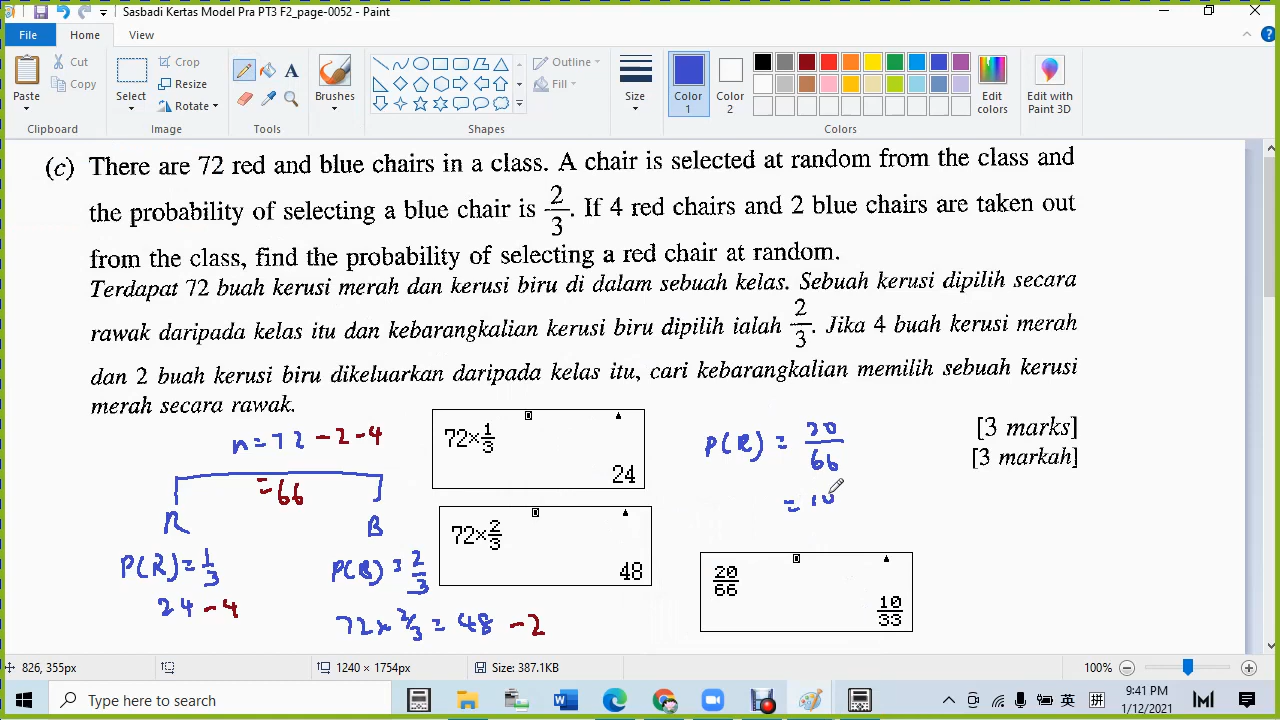 Sasbadi Kertas Model Pra PT3 F2_page-0052 - Paint
File Home View
Paste Cut Copy Clipboard
Select Crop Resize Rotate Image
A Tools
Brushes
Outline Fill Shapes
Size
Color 1 Color 2 Edit colors Colors
Edit with Paint 3D
(c) There are 72 red and blue chairs in a class. A chair is selected at random from the class and
the probability of selecting a blue chair is 2/3. If 4 red chairs and 2 blue chairs are taken out
from the class, find the probability of selecting a red chair at random.
Terdapat 72 buah kerusi merah dan kerusi biru di dalam sebuah kelas. Sebuah kerusi dipilih secara
rawak daripada kelas itu dan kebarangkalian kerusi biru dipilih ialah 2/3. Jika 4 buah kerusi merah
dan 2 buah kerusi biru dikeluarkan daripada kelas itu, cari kebarangkalian memilih sebuah kerusi
merah secara rawak.
[3 marks]
[3 markah]
n = 72 - 2 - 4
= 66
R B
P(R) = 1/3
24 - 4
P(B) = 2/3
72 × 2/3 = 48 - 2
72×1/3
24
72×2/3
48
P(R) = 20/66
= 10
20/66
10/33
826, 355px 1240 × 1754px Size: 387.1KB 100%
Type here to search
英 拼
9:41 PM
1/12/2021